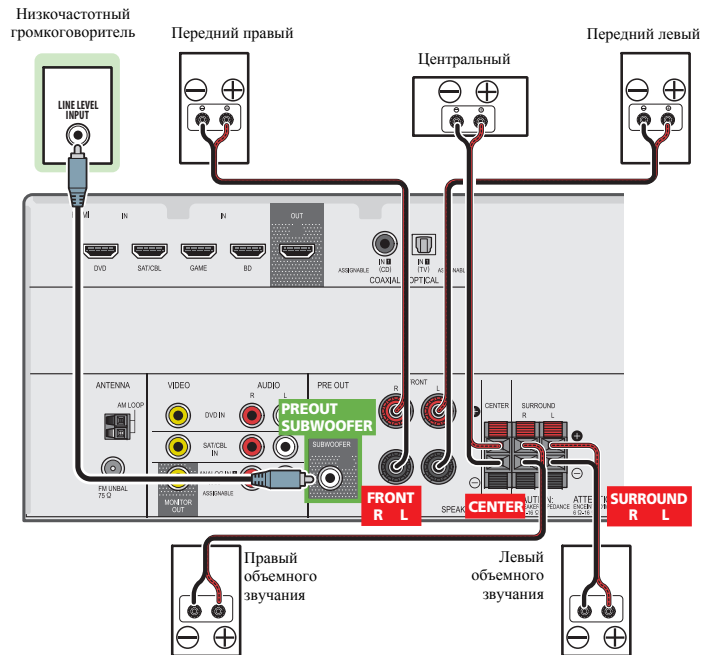 Низкочастотный
громкоговоритель
Передний правый
Центральный
Передний левый
LINE LEVEL
INPUT
IN
IN
OUT
DVD
SAT/CBL
GAME
BD
ASSIGNABLE
IN 1
(CD)
IN 1
(TV)
COAXIAL
OPTICAL
ANTENNA
VIDEO
AUDIO
PRE OUT
FRONT
R
L
R
L
AM LOOP
DVD IN
CENTER
SURROUND
R
L
PREOUT
SUBWOOFER
SAT/CBL
IN
SUBWOOFER
FM UNBAL
75 Ω
MONITOR
OUT
ASSIGNABLE
FRONT
R L
CENTER
SURROUND
R L
Правый
объемного
звучания
Левый
объемного
звучания